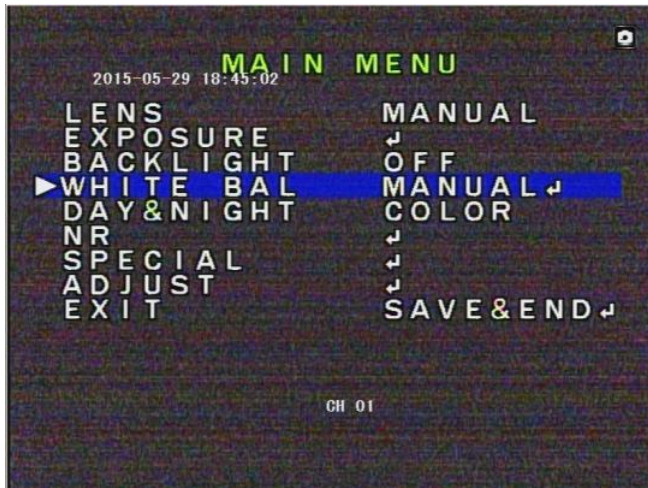 MAIN MENU
2015-05-29 18:45:02
LENS MANUAL
EXPOSURE ↲
BACKLIGHT OFF
WHITE BAL MANUAL↲
DAY&NIGHT COLOR
NR ↲
SPECIAL ↲
ADJUST ↲
EXIT SAVE&END↲
CH 01